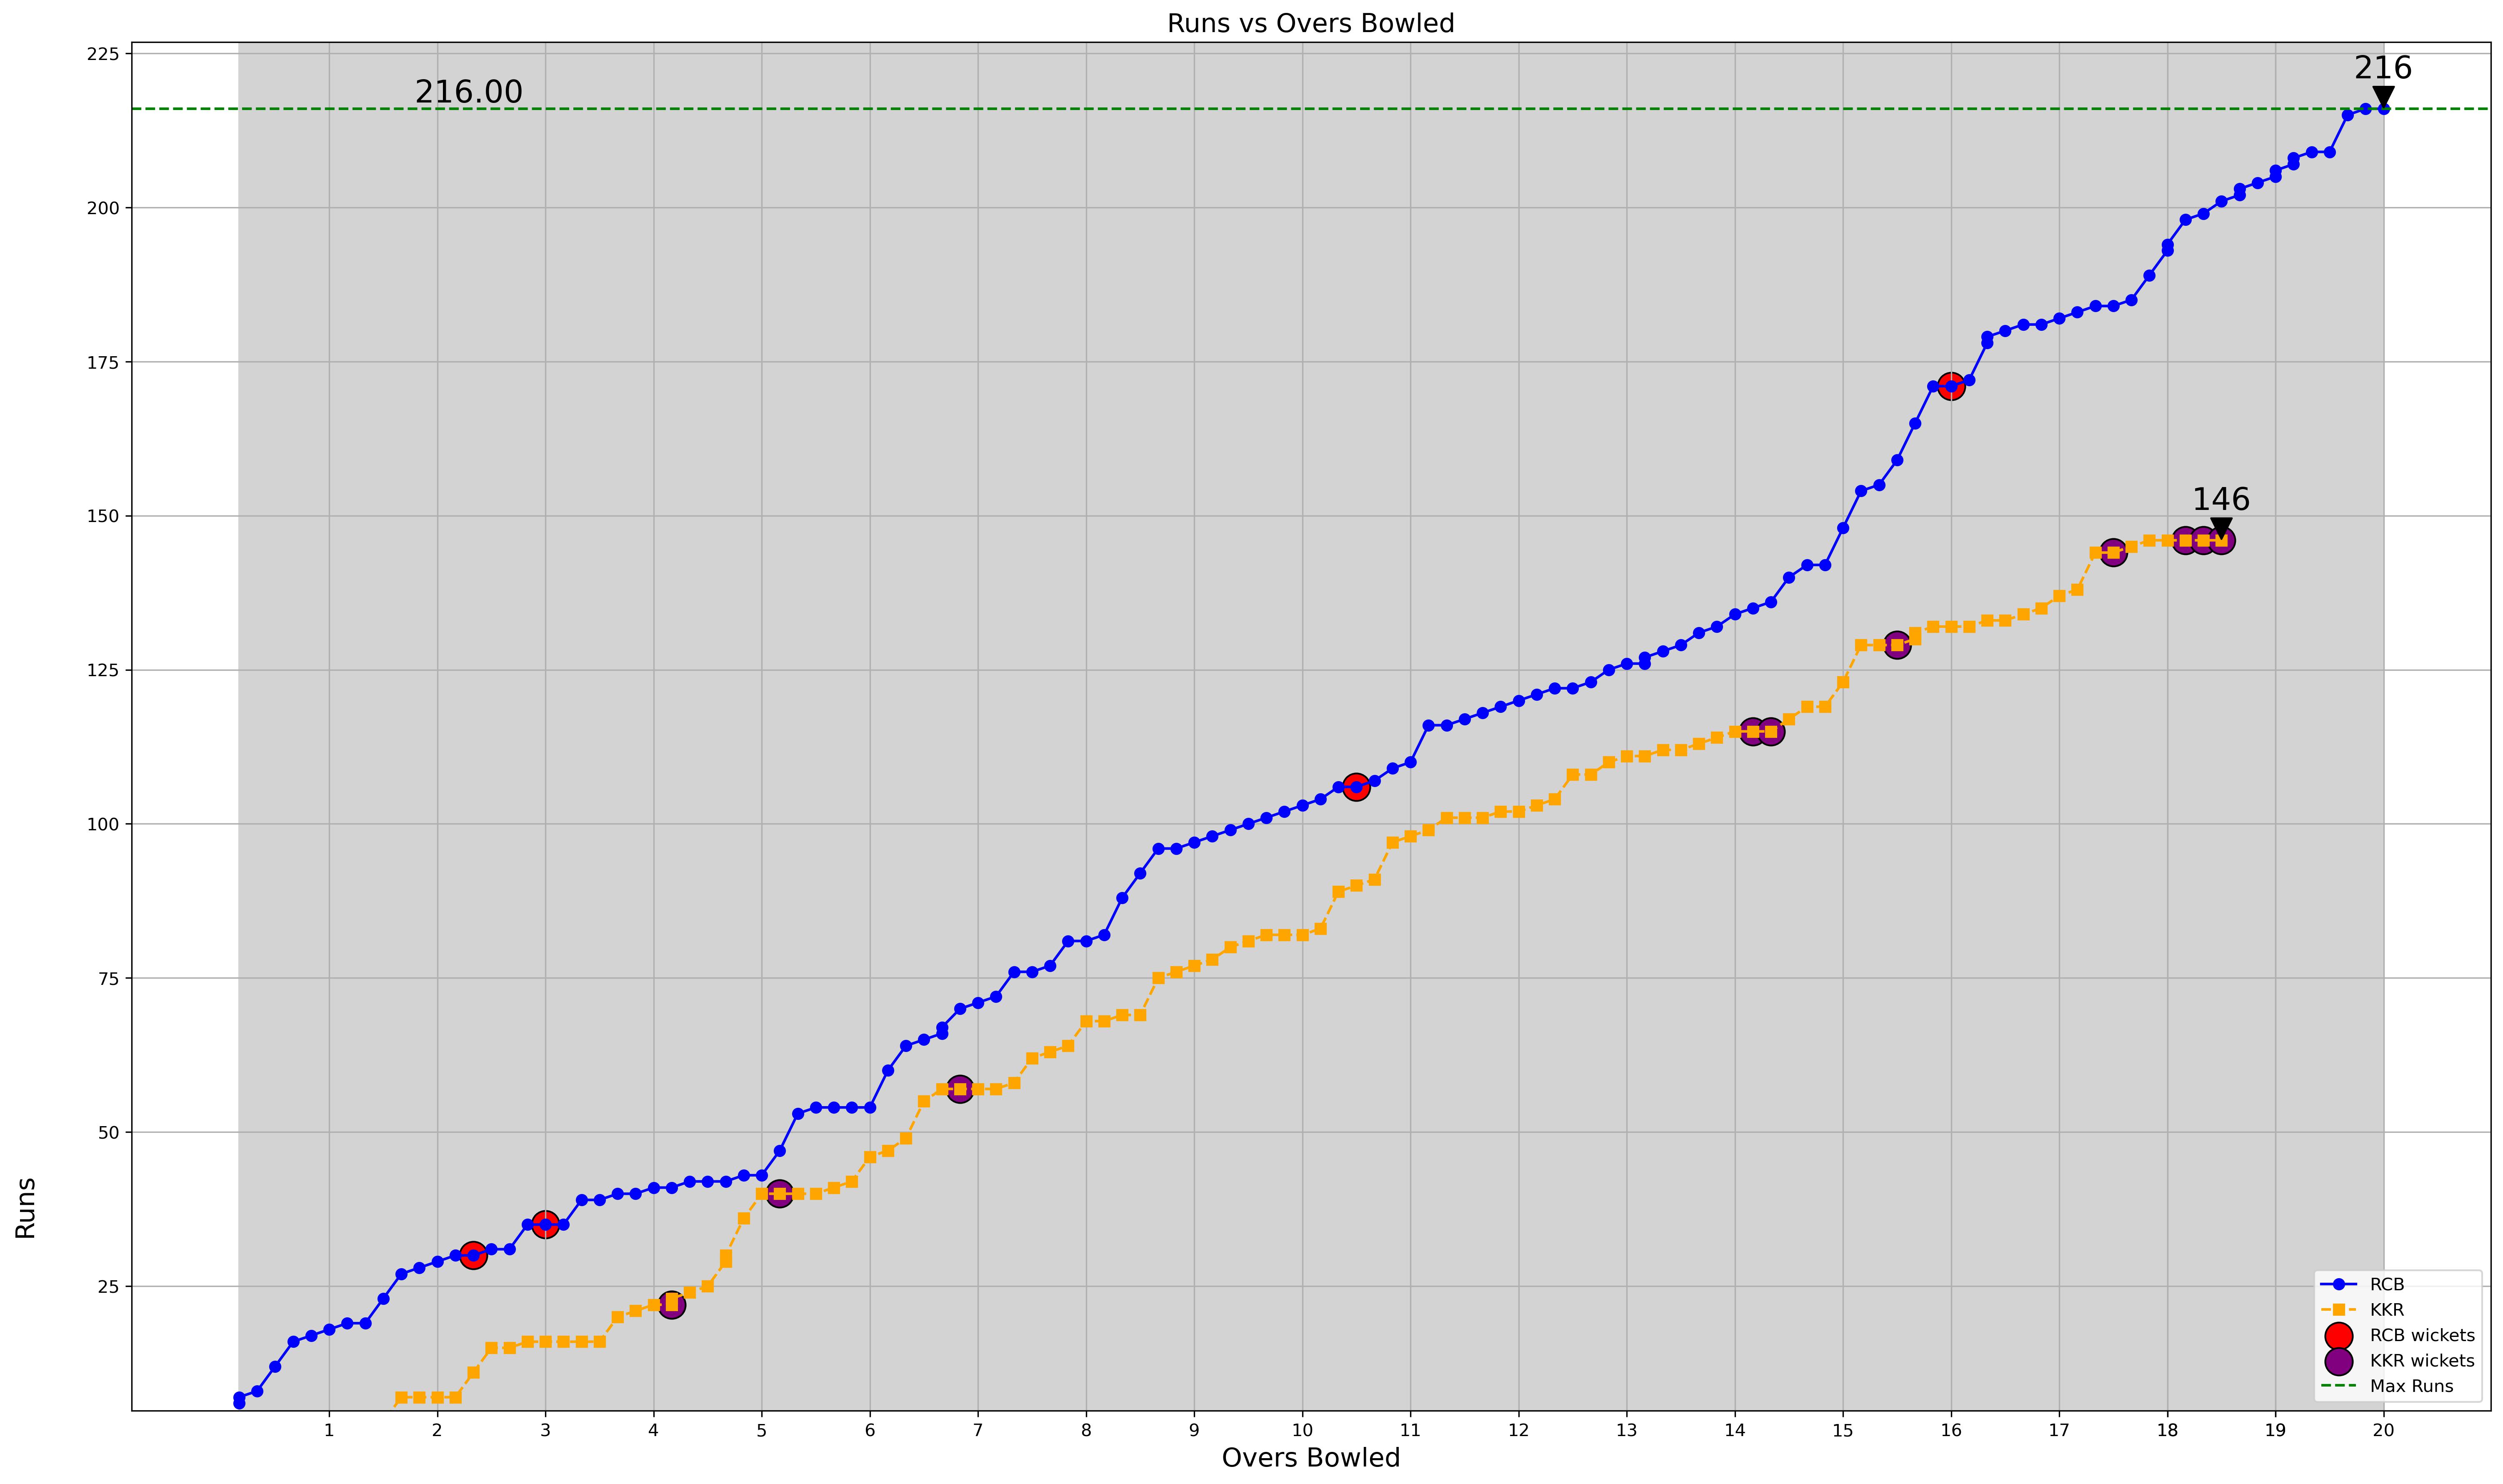 Runs vs Overs Bowled
225
200
175
150
125
100
75
50
25
Runs
216.00
216
146
RCB
KKR
RCB wickets
KKR wickets
Max Runs
1 2 3 4 5 6 7 8 9 10 11 12 13 14 15 16 17 18 19 20
Overs Bowled